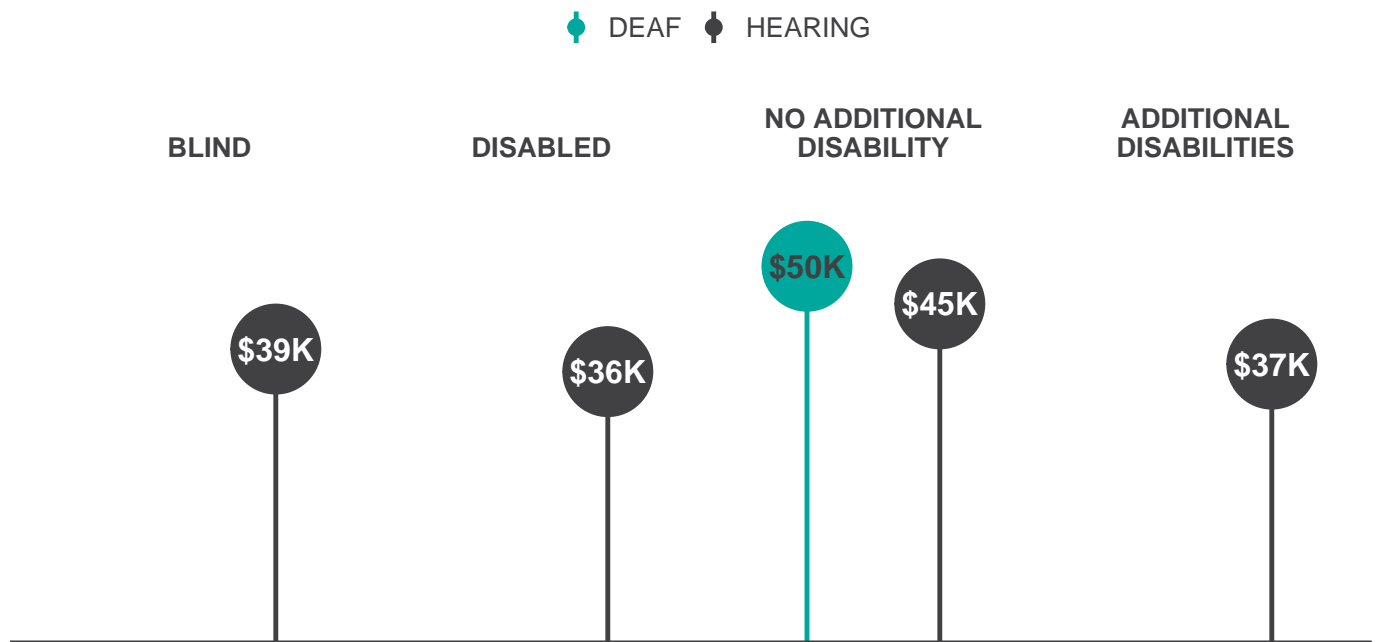 DEAF HEARING
BLIND
DISABLED
NO ADDITIONAL
DISABILITY
ADDITIONAL
DISABILITIES
$39K
$36K
$50K
$45K
$37K